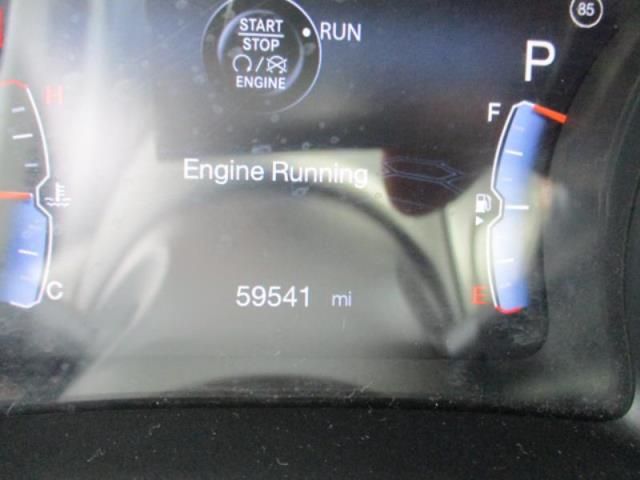 85
START
STOP
RUN
ENGINE
P
H
F
Engine Running
C
59541 mi
E